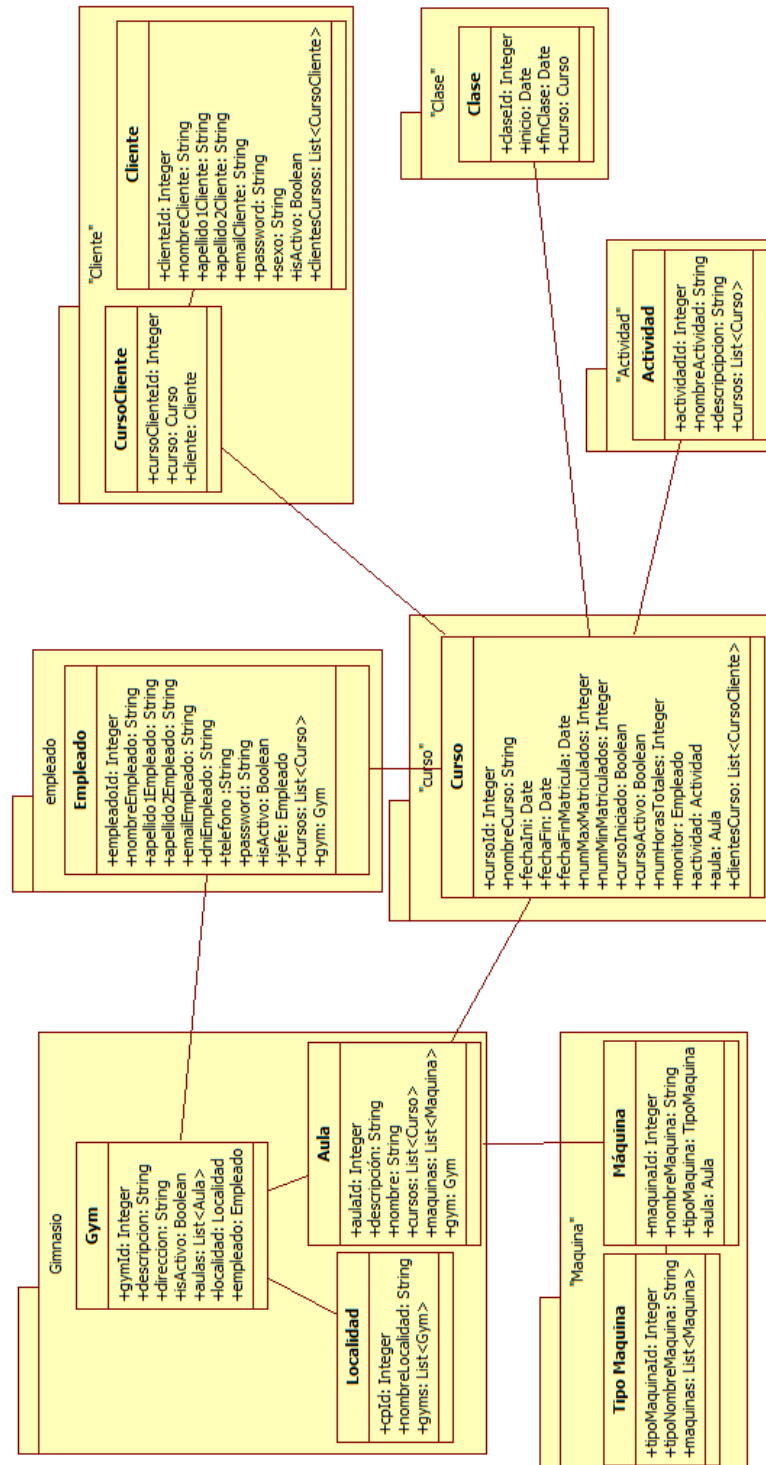 Gimnasio
Gym
+gymId: Integer
+descripcion: String
+direccion: String
+isActivo: Boolean
+aulas: List<Aula>
+localidad: Localidad
+empleado: Empleado
Localidad
+cpId: Integer
+nombreLocalidad: String
+gyms: List<Gym>
Aula
+aulaId: Integer
+descripción: String
+nombre: String
+cursos: List<Curso>
+maquinas: List<Maquina>
+gym: Gym
empleado
Empleado
+empleadoId: Integer
+nombreEmpleado: String
+apellido1Empleado: String
+apellido2Empleado: String
+emailEmpleado: String
+dniEmpleado: String
+telefono :String
+password: String
+isActivo: Boolean
+jefe: Empleado
+cursos: List<Curso>
+gym: Gym
"Cliente"
CursoCliente
+cursoClienteId: Integer
+curso: Curso
+cliente: Cliente
Cliente
+clienteId: Integer
+nombreCliente: String
+apellido1Cliente: String
+apellido2Cliente: String
+emailCliente: String
+password: String
+sexo: String
+isActivo: Boolean
+clientesCursos: List<CursoCliente>
"Maquina"
Tipo Maquina
+tipoMaquinaId: Integer
+tipoNombreMaquina: String
+maquinas: List<Maquina>
Máquina
+maquinaId: Integer
+nombreMaquina: String
+tipoMaquina: TipoMaquina
+aula: Aula
"curso"
Curso
+cursoId: Integer
+nombreCurso: String
+fechaIni: Date
+fechaFin: Date
+fechaFinMatricula: Date
+numMaxMatriculados: Integer
+numMinMatriculados: Integer
+cursoIniciado: Boolean
+cursoActivo: Boolean
+numHorasTotales: Integer
+monitor: Empleado
+actividad: Actividad
+aula: Aula
+clientesCurso: List<CursoCliente>
"Actividad"
Actividad
+actividadId: Integer
+nombreActividad: String
+descripcipcion: String
+cursos: List<Curso>
"Clase"
Clase
+claseId: Integer
+inicio: Date
+finClase: Date
+curso: Curso